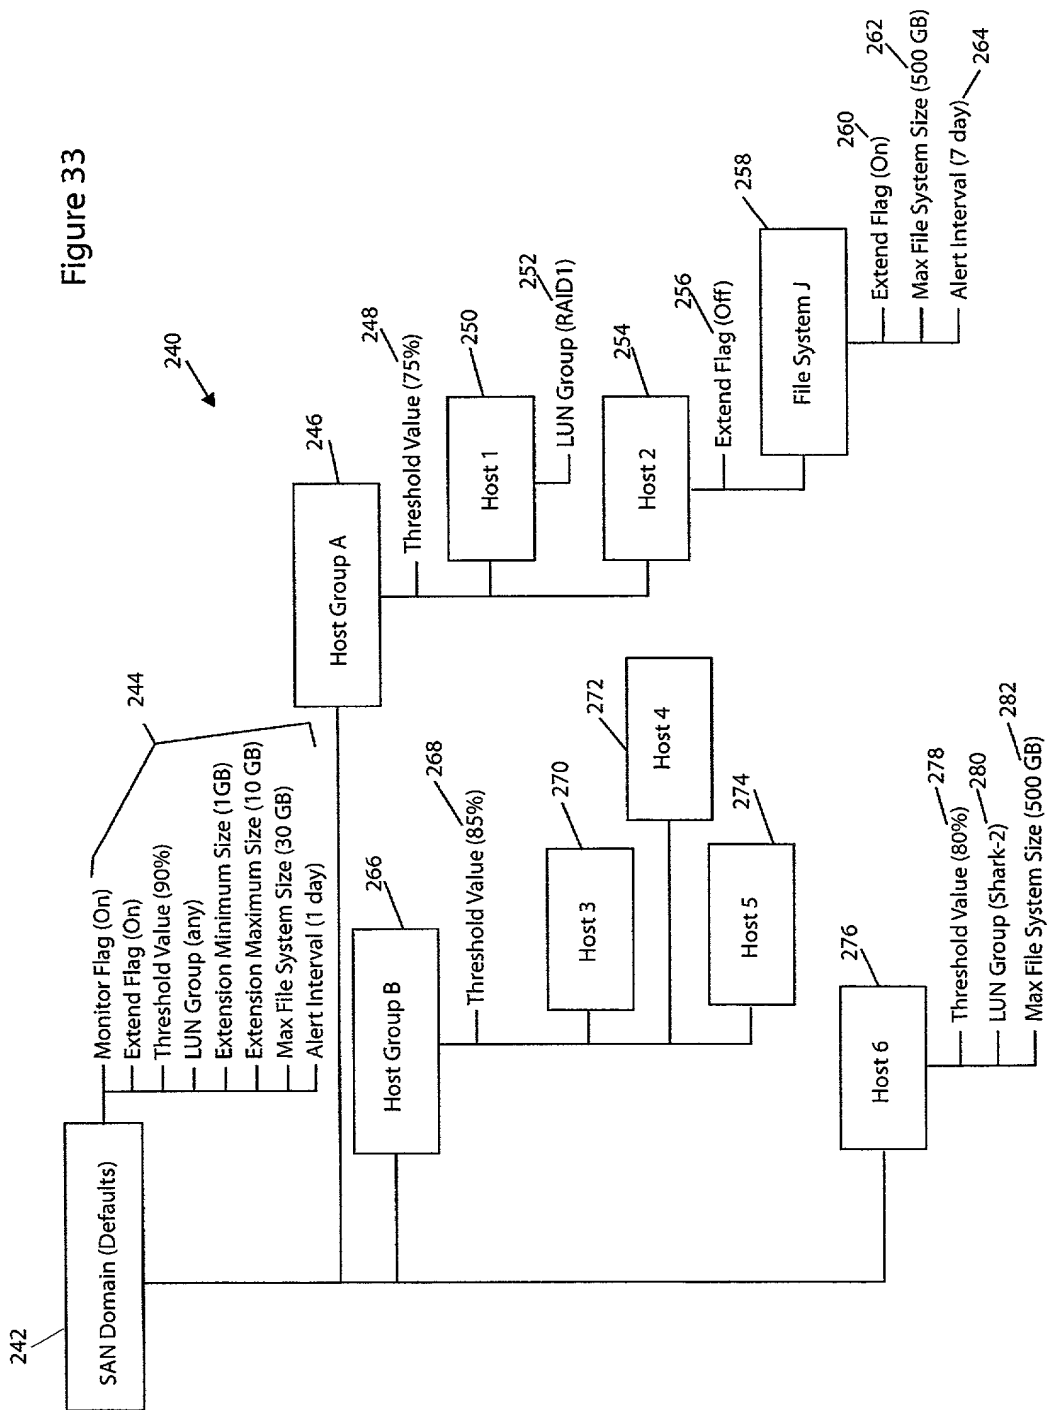 Figure 33
240
242
SAN Domain (Defaults)
244
Monitor Flag (On)
Extend Flag (On)
Threshold Value (90%)
LUN Group (any)
Extension Minimum Size (1GB)
Extension Maximum Size (10 GB)
Max File System Size (30 GB)
Alert Interval (1 day)
246
Host Group A
248
Threshold Value (75%)
250
Host 1
252
LUN Group (RAID1)
254
Host 2
256
Extend Flag (Off)
258
File System J
260
Extend Flag (On)
262
Max File System Size (500 GB)
264
Alert Interval (7 day)
266
Host Group B
268
Threshold Value (85%)
270
Host 3
272
Host 4
274
Host 5
276
Host 6
278
Threshold Value (80%)
280
LUN Group (Shark-2)
282
Max File System Size (500 GB)